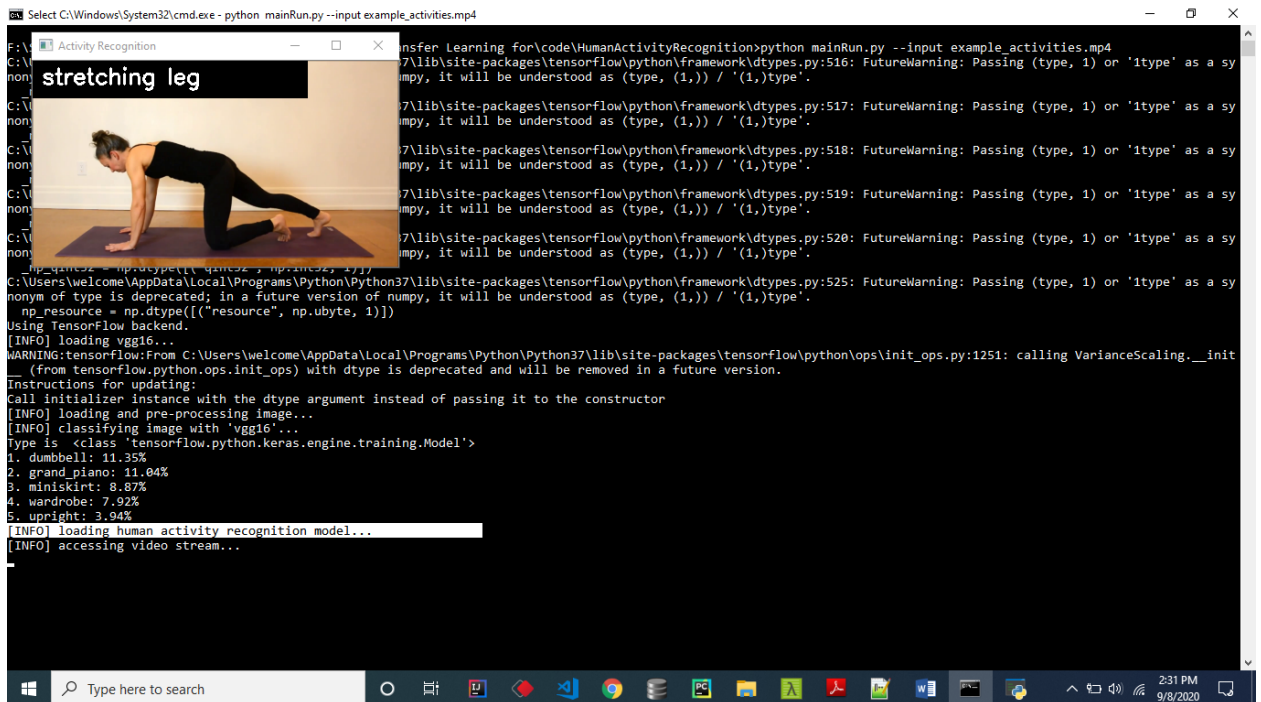 Select C:\Windows\System32\cmd.exe - python mainRun.py --input example_activities.mp4
Activity Recognition
stretching leg
F:\
nsfer Learning for\code\HumanActivityRecognition>python mainRun.py --input example_activities.mp4
C:\
7\lib\site-packages\tensorflow\python\framework\dtypes.py:516: FutureWarning: Passing (type, 1) or '1type' as a sy
nony
umpy, it will be understood as (type, (1,)) / '(1,)type'.
C:\
7\lib\site-packages\tensorflow\python\framework\dtypes.py:517: FutureWarning: Passing (type, 1) or '1type' as a sy
nony
umpy, it will be understood as (type, (1,)) / '(1,)type'.
C:\
7\lib\site-packages\tensorflow\python\framework\dtypes.py:518: FutureWarning: Passing (type, 1) or '1type' as a sy
nony
umpy, it will be understood as (type, (1,)) / '(1,)type'.
C:\
7\lib\site-packages\tensorflow\python\framework\dtypes.py:519: FutureWarning: Passing (type, 1) or '1type' as a sy
nony
umpy, it will be understood as (type, (1,)) / '(1,)type'.
C:\
7\lib\site-packages\tensorflow\python\framework\dtypes.py:520: FutureWarning: Passing (type, 1) or '1type' as a sy
nony
umpy, it will be understood as (type, (1,)) / '(1,)type'.
_np_qint32 = np.dtype([("qint32", np.int32, 1)])
C:\Users\welcome\AppData\Local\Programs\Python\Python37\lib\site-packages\tensorflow\python\framework\dtypes.py:525: FutureWarning: Passing (type, 1) or '1type' as a sy
nonym of type is deprecated; in a future version of numpy, it will be understood as (type, (1,)) / '(1,)type'.
np_resource = np.dtype([("resource", np.ubyte, 1)])
Using TensorFlow backend.
[INFO] loading vgg16...
WARNING:tensorflow:From C:\Users\welcome\AppData\Local\Programs\Python\Python37\lib\site-packages\tensorflow\python\ops\init_ops.py:1251: calling VarianceScaling.__init
__ (from tensorflow.python.ops.init_ops) with dtype is deprecated and will be removed in a future version.
Instructions for updating:
Call initializer instance with the dtype argument instead of passing it to the constructor
[INFO] loading and pre-processing image...
[INFO] classifying image with 'vgg16'...
Type is <class 'tensorflow.python.keras.engine.training.Model'>
1. dumbbell: 11.35%
2. grand_piano: 11.04%
3. miniskirt: 8.87%
4. wardrobe: 7.92%
5. upright: 3.94%
[INFO] loading human activity recognition model...
[INFO] accessing video stream...
Type here to search
2:31 PM
9/8/2020